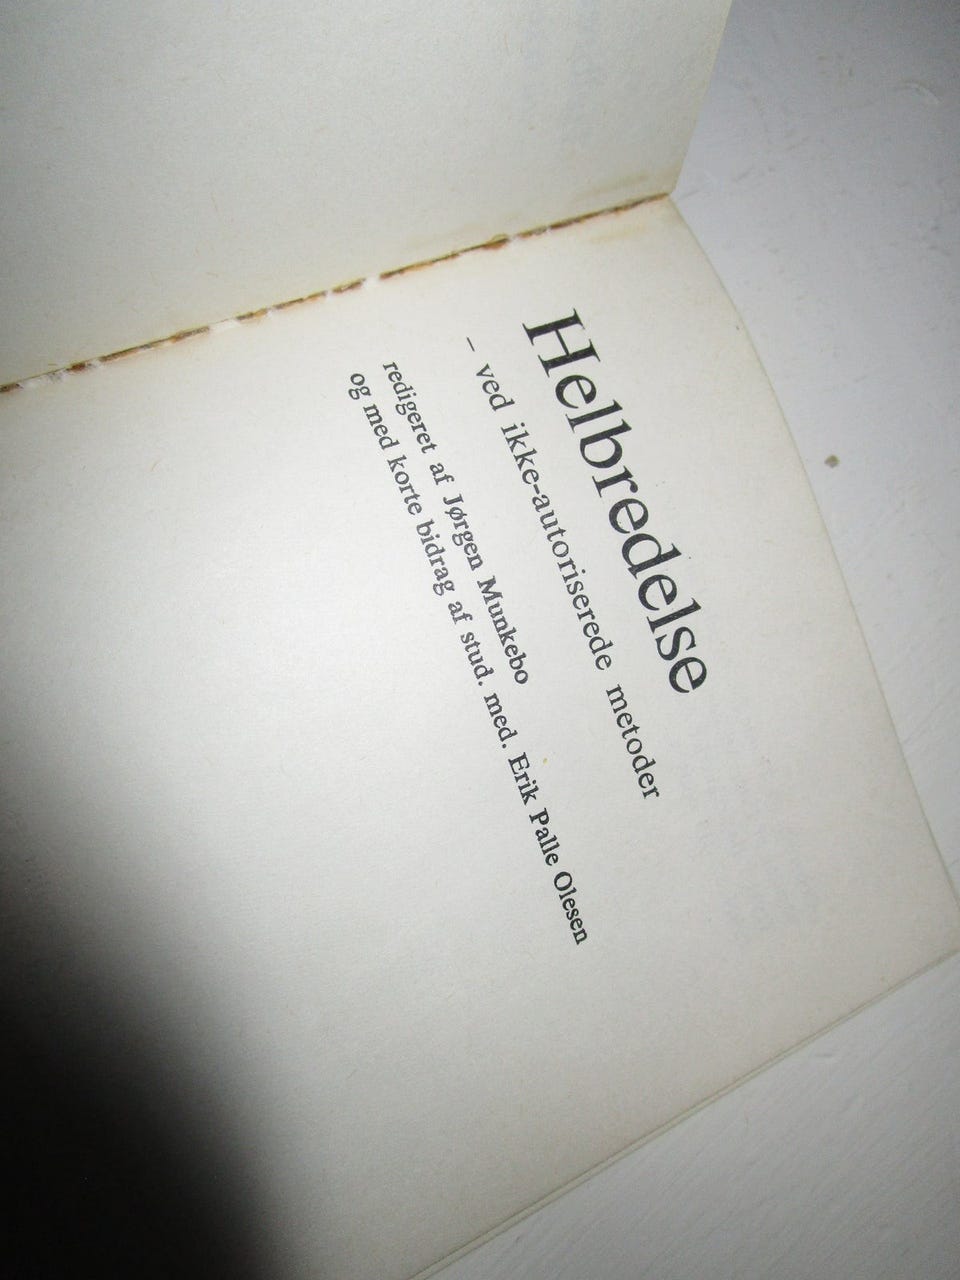 Helbredelse
– ved ikke-autoriserede metoder
redigeret af Jørgen Munkebo
og med korte bidrag af stud. med. Erik Palle Olesen